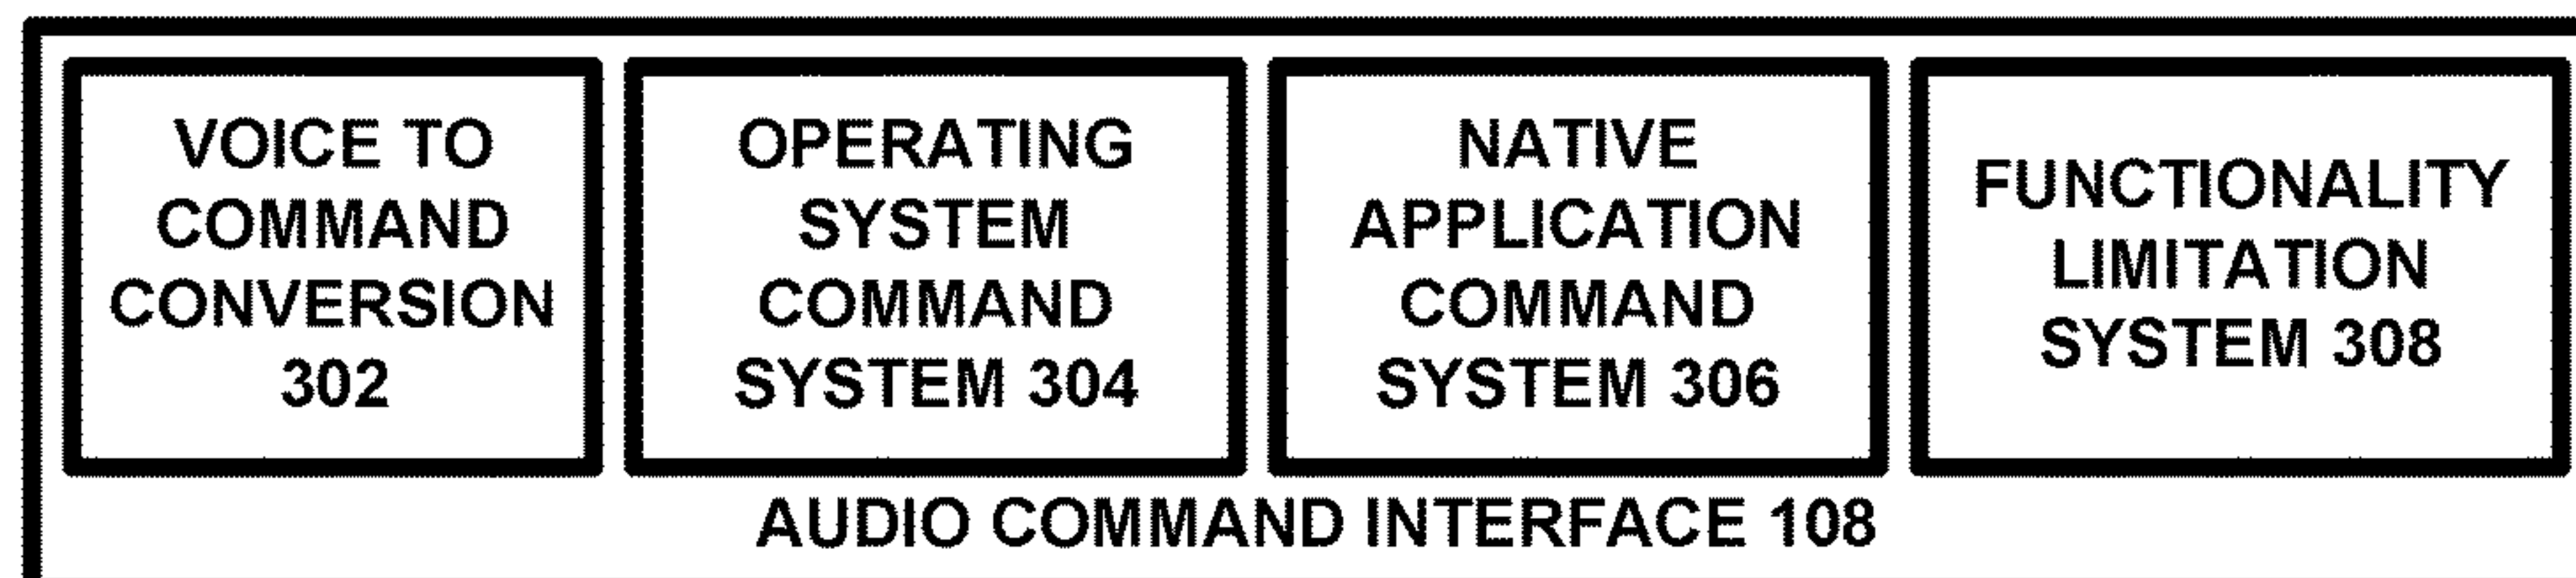 VOICE TO
COMMAND
CONVERSION
302
OPERATING
SYSTEM
COMMAND
SYSTEM 304
NATIVE
APPLICATION
COMMAND
SYSTEM 306
FUNCTIONALITY
LIMITATION
SYSTEM 308
AUDIO COMMAND INTERFACE 108